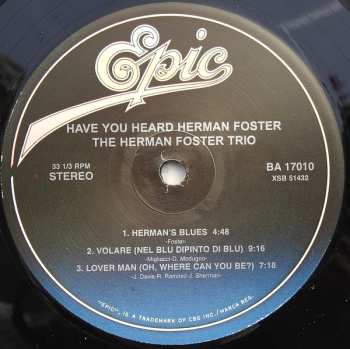 Epic
HAVE YOU HEARD HERMAN FOSTER
THE HERMAN FOSTER TRIO
33 1/3 RPM
STEREO
BA 17010
XSB 51432
1. HERMAN'S BLUES 4:48
-Foster-
2. VOLARE (NEL BLU DIPINTO DI BLU) 9:16
-Migliacci-D. Modugno-
3. LOVER MAN (OH, WHERE CAN YOU BE?) 7:18
-J. Davis-R. Ramirez-J. Sherman-
"EPIC", IS A TRADEMARK OF CBS INC./MARCA REG.